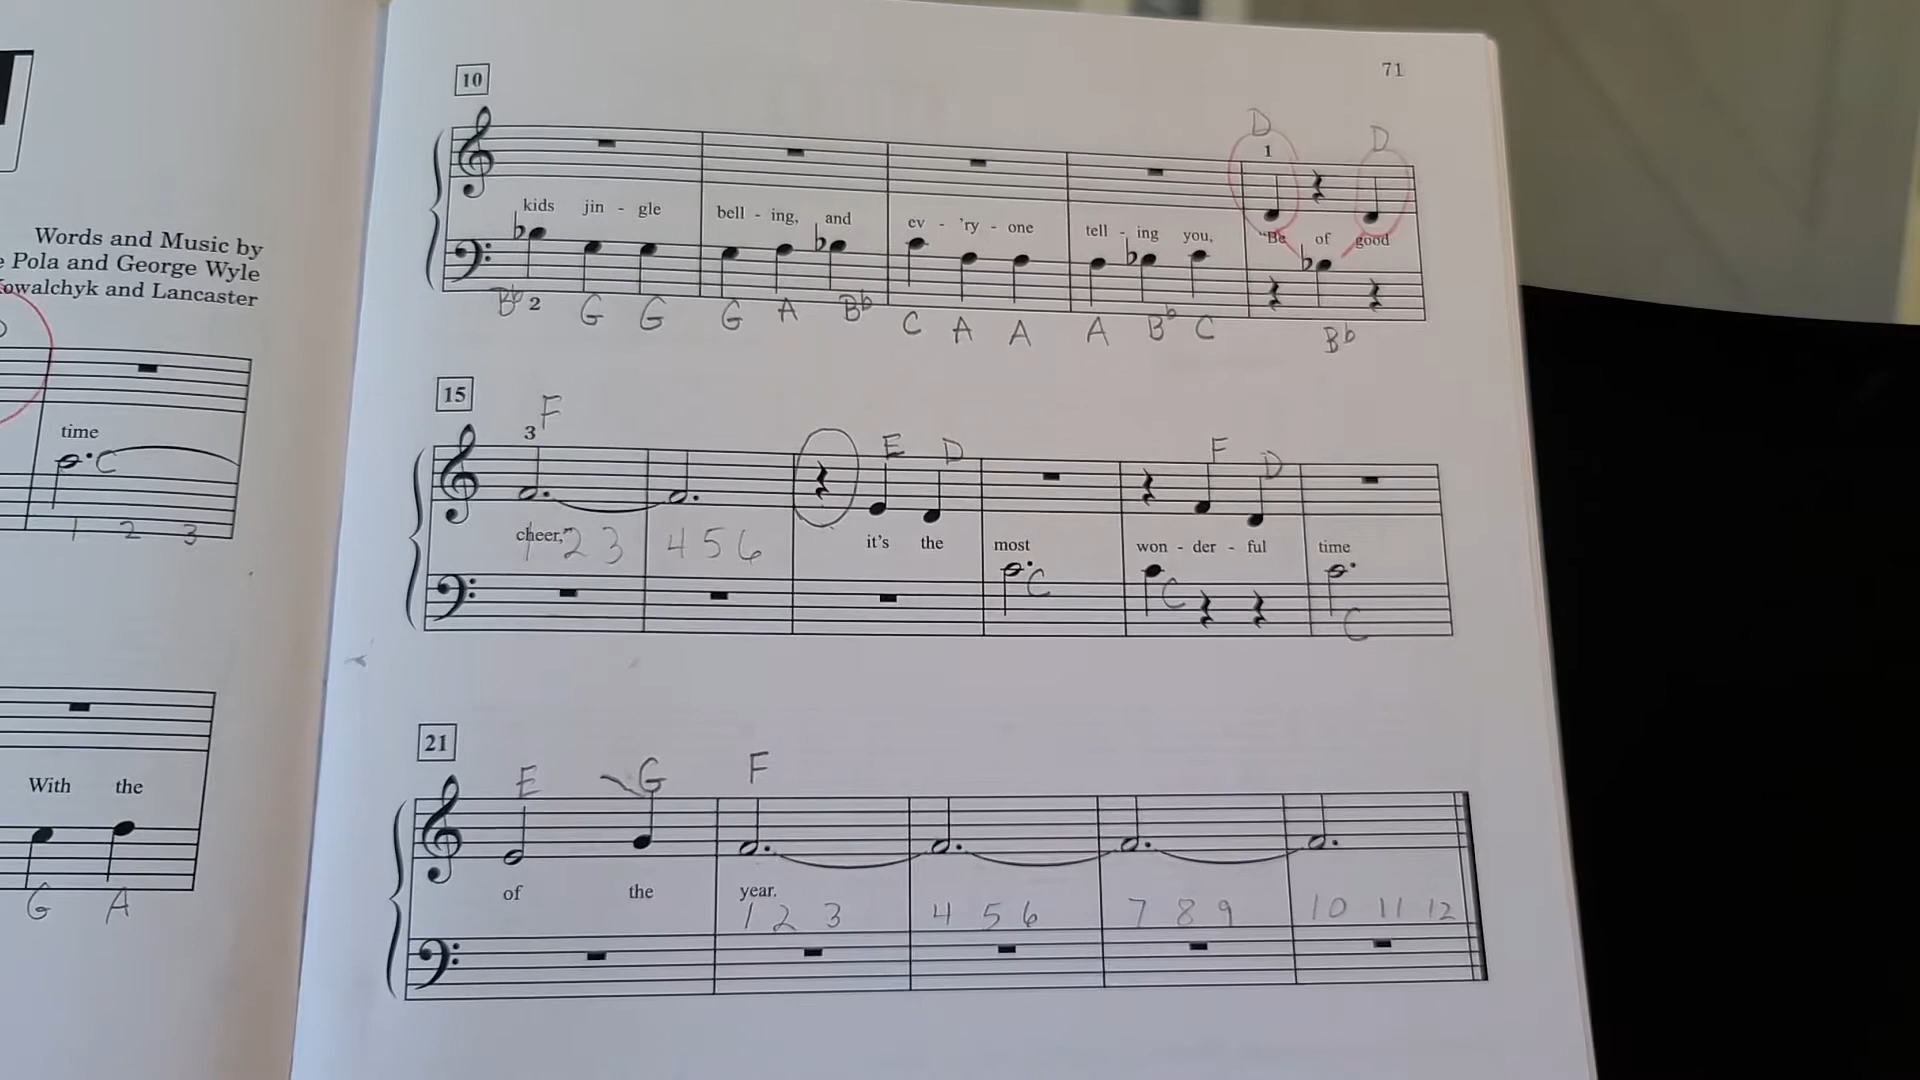 Words and Music by
Pola and George Wyle
Kowalchyk and Lancaster
time
C
1 2 3
With the
G A
71
10
D D
1
kids jin - gle bell - ing, and ev - 'ry - one tell - ing you, "Be of good
B♭ 2 G G G A B♭ C A A A B♭ C B♭
15
F
3 E D F D
cheer," it's the most won - der - ful time
1 2 3 4 5 6
C C C
21
E G F
of the year.
1 2 3 4 5 6 7 8 9 10 11 12